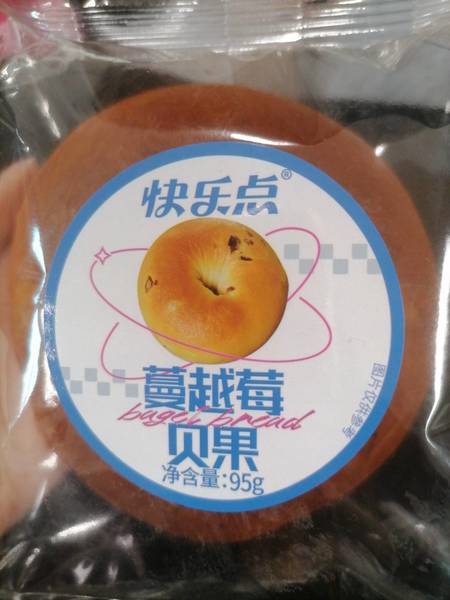 快乐点®
蔓越莓
bagel bread
贝果
净含量:95g
图片仅供参考